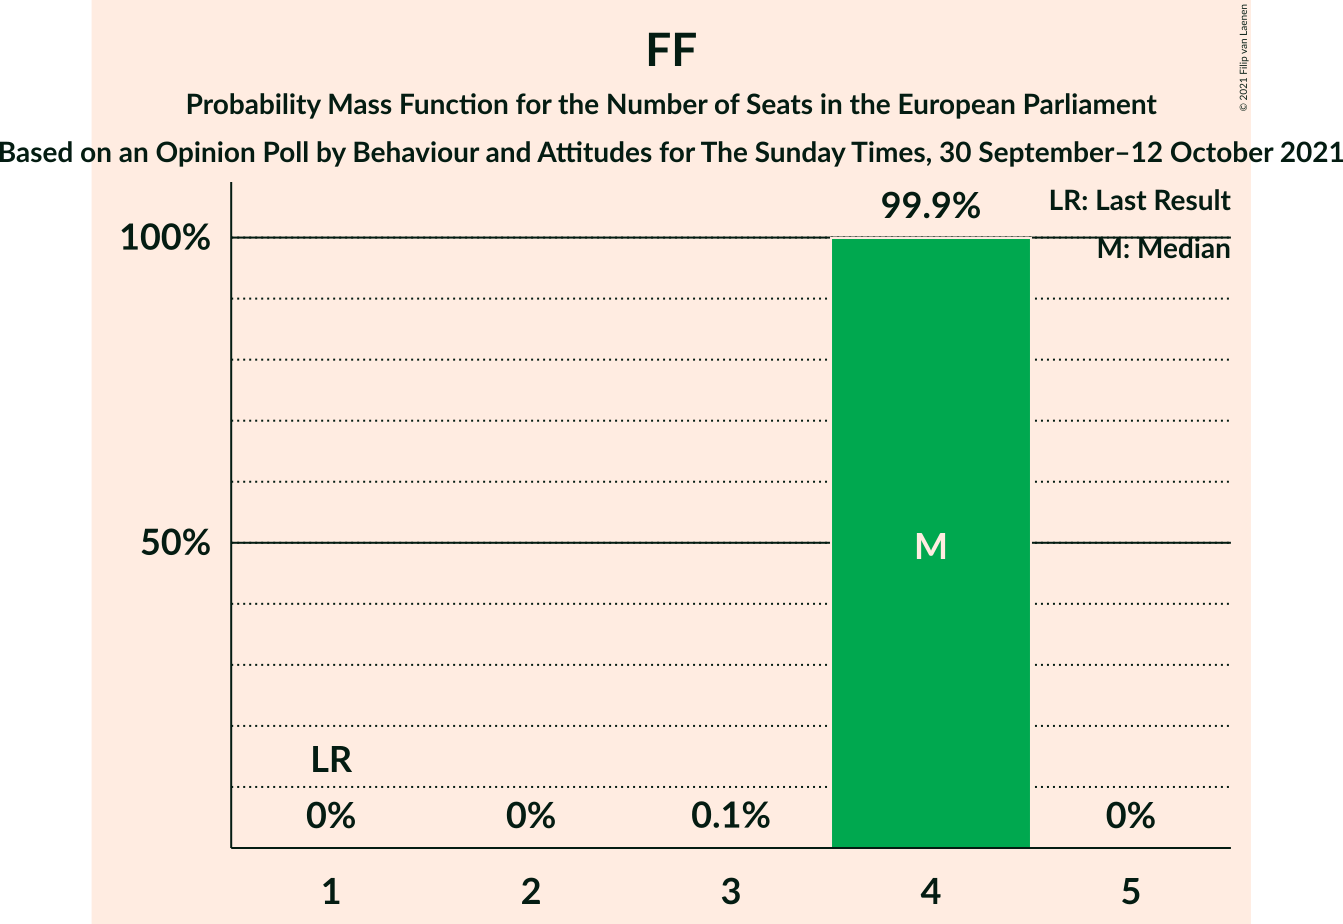 FF
Probability Mass Function for the Number of Seats in the European Parliament
Based on an Opinion Poll by Behaviour and Attitudes for The Sunday Times, 30 September–12 October 2021
© 2021 Filip van Laenen
LR: Last Result
M: Median
99.9%
100%
50%
M
LR
0%
0%
0.1%
0%
1
2
3
4
5